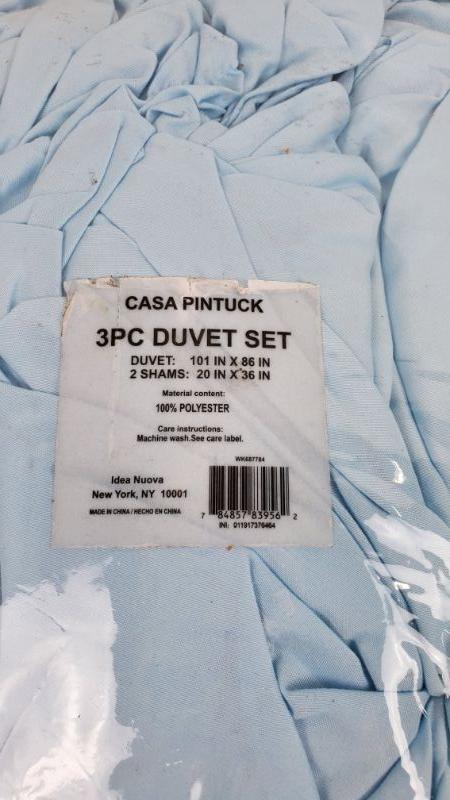 CASA PINTUCK
3PC DUVET SET
DUVET: 101 IN X 86 IN
2 SHAMS: 20 IN X 36 IN
Material content:
100% POLYESTER
Care instructions:
Machine wash.See care label.
WK687784
Idea Nuova
New York, NY 10001
MADE IN CHINA / HECHO EN CHINA
7 84857 83956 2
INI: 011917376464